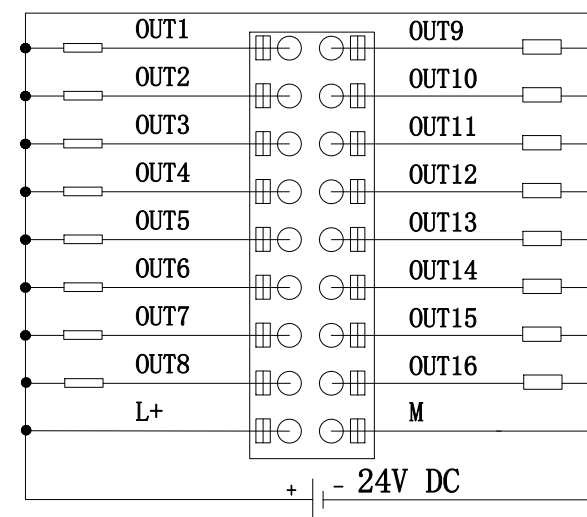 OUT1 OUT9
OUT2 OUT10
OUT3 OUT11
OUT4 OUT12
OUT5 OUT13
OUT6 OUT14
OUT7 OUT15
OUT8 OUT16
L+ M
+ - 24V DC